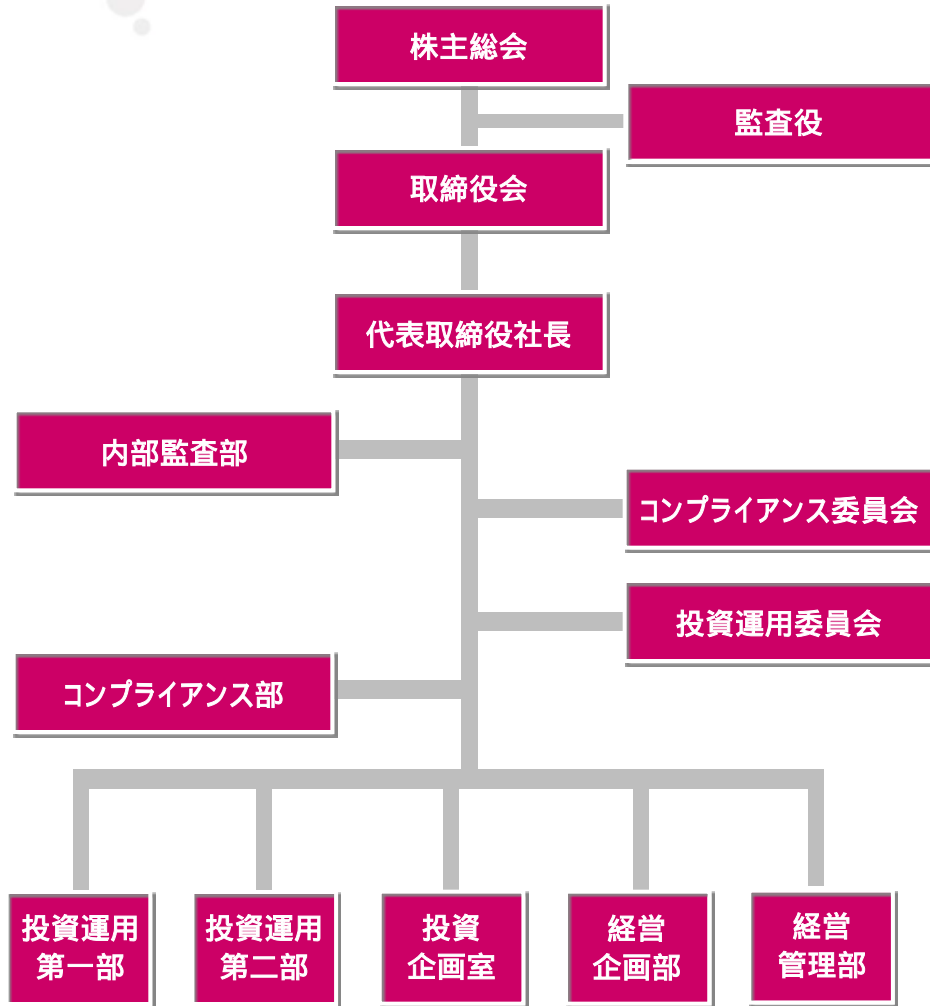 株主総会
監査役
取締役会
代表取締役社長
内部監査部
コンプライアンス委員会
投資運用委員会
コンプライアンス部
投資運用
第一部
投資運用
第二部
投資
企画室
経営
企画部
経営
管理部